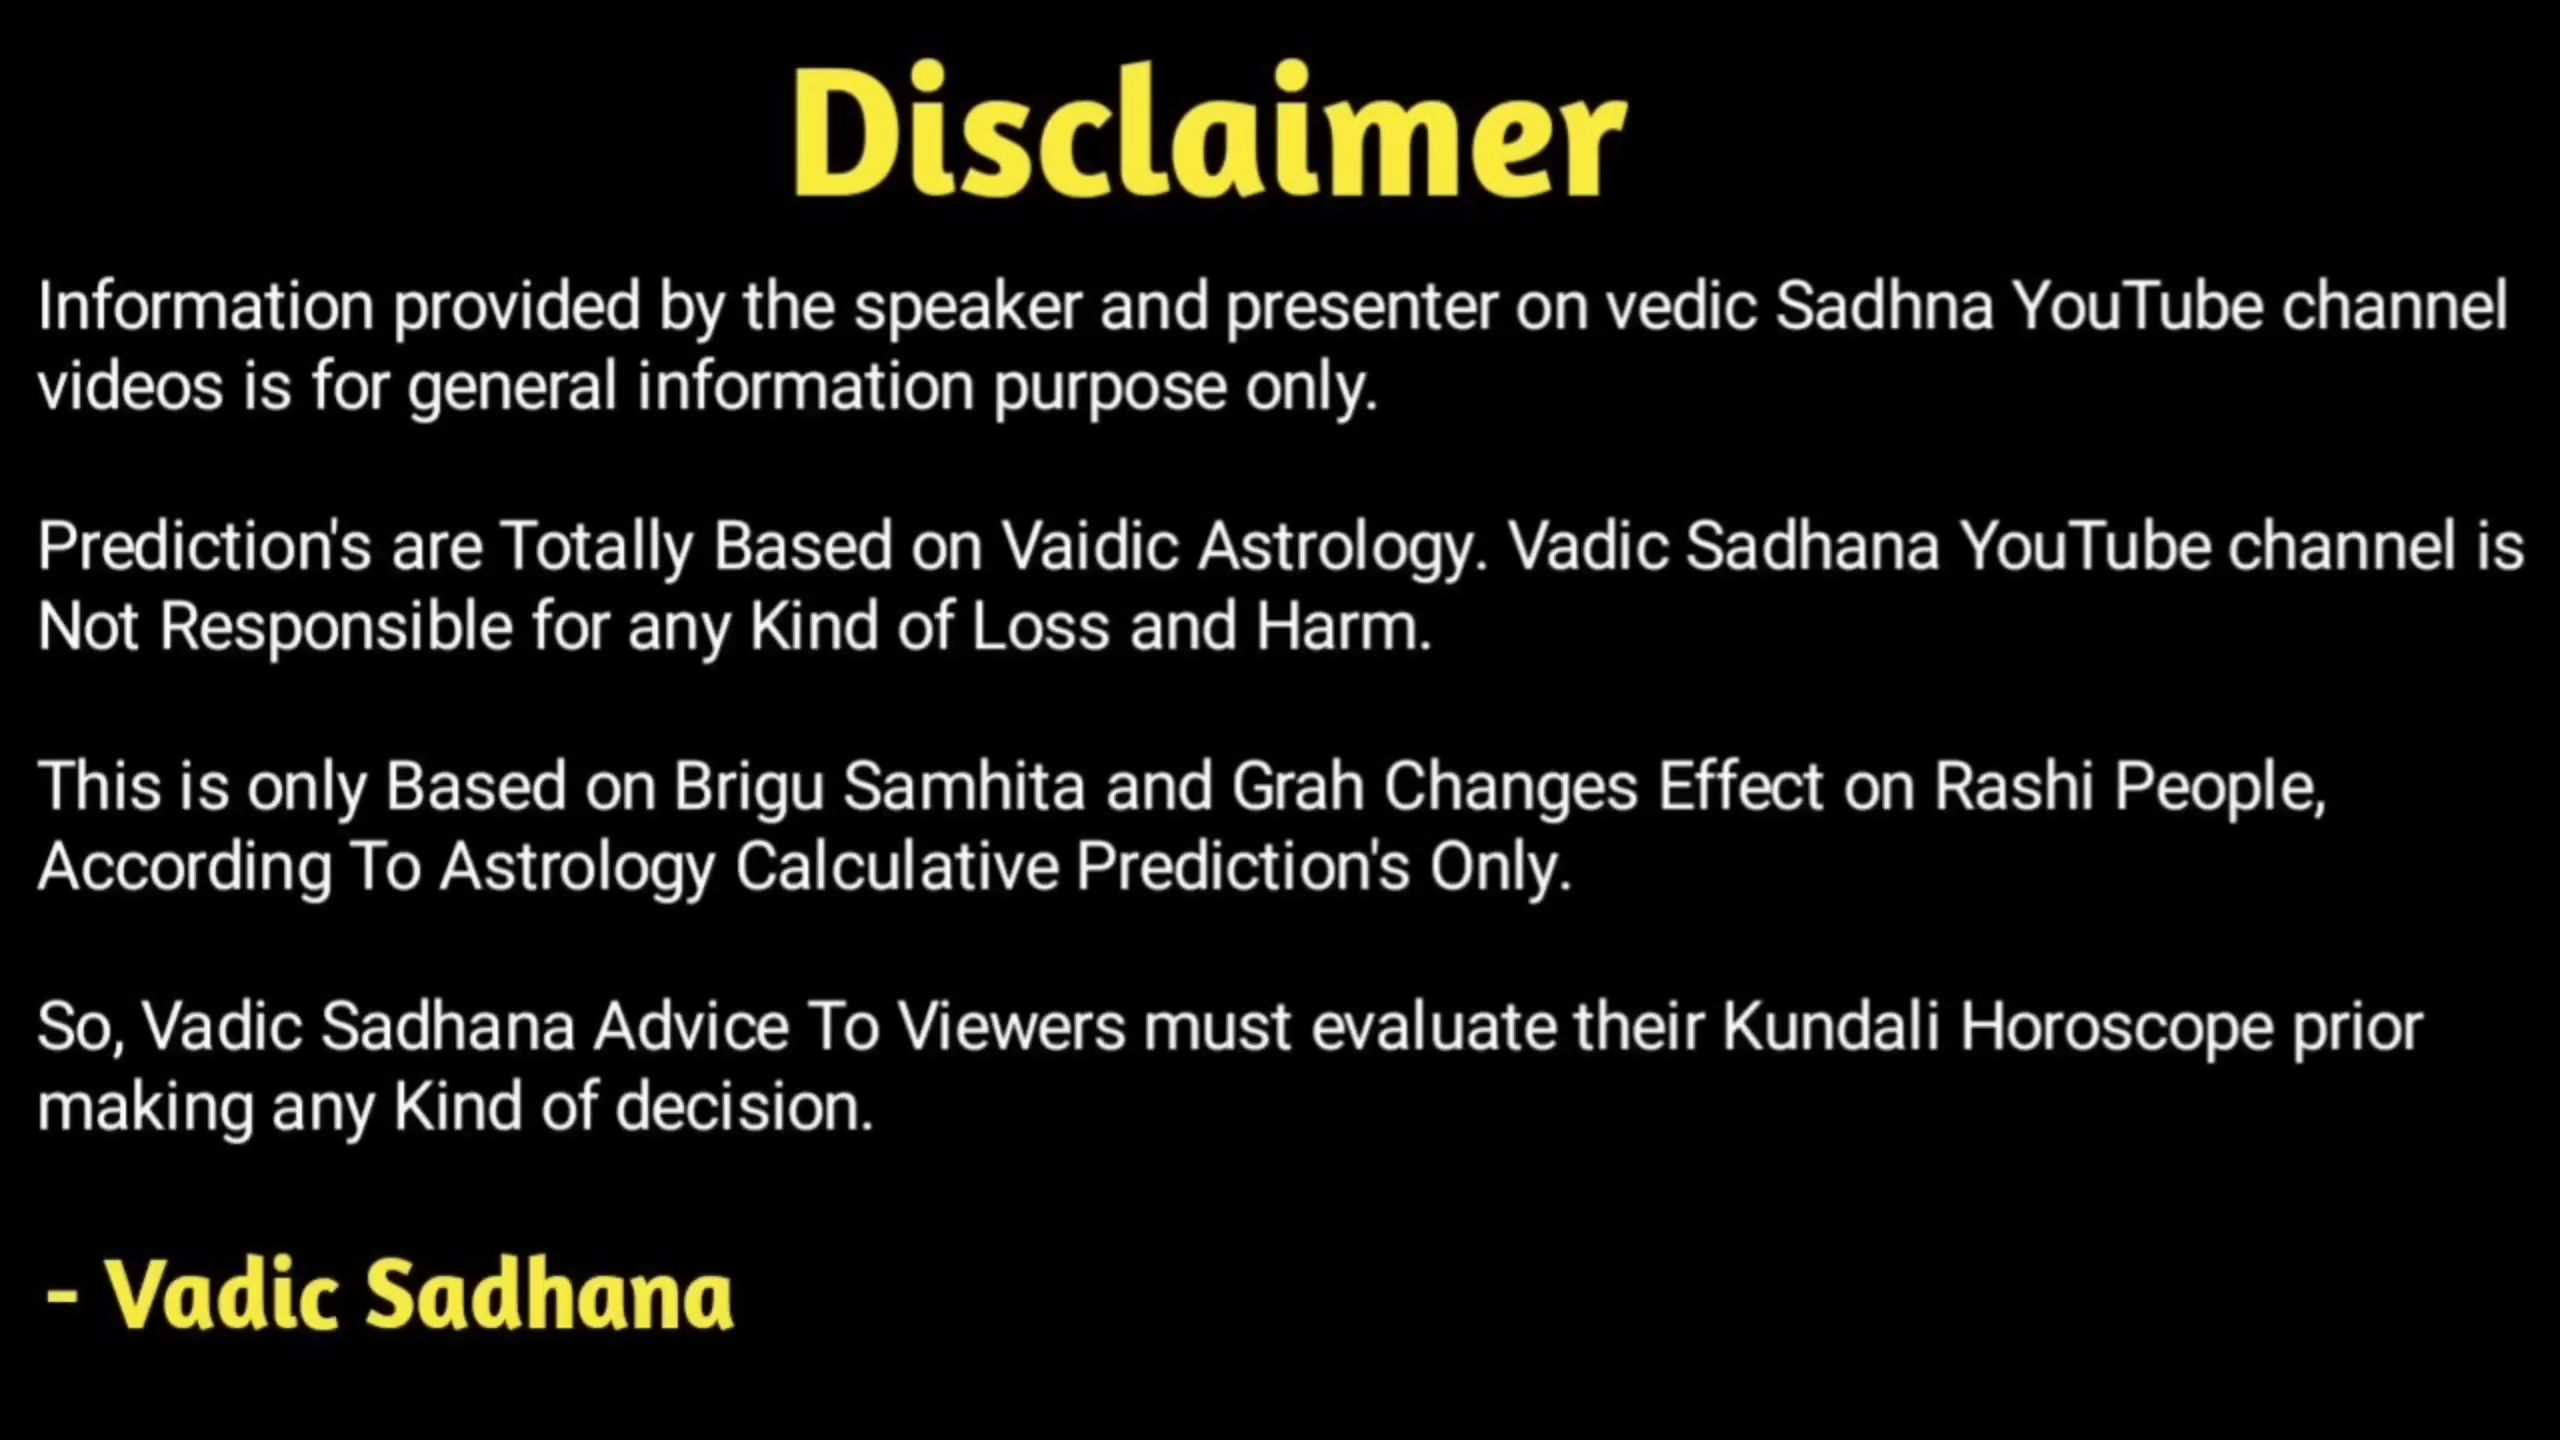 Disclaimer
Information provided by the speaker and presenter on vedic Sadhna YouTube channel
videos is for general information purpose only.
Prediction's are Totally Based on Vaidic Astrology. Vadic Sadhana YouTube channel is
Not Responsible for any Kind of Loss and Harm.
This is only Based on Brigu Samhita and Grah Changes Effect on Rashi People,
According To Astrology Calculative Prediction's Only.
So, Vadic Sadhana Advice To Viewers must evaluate their Kundali Horoscope prior
making any Kind of decision.
- Vadic Sadhana